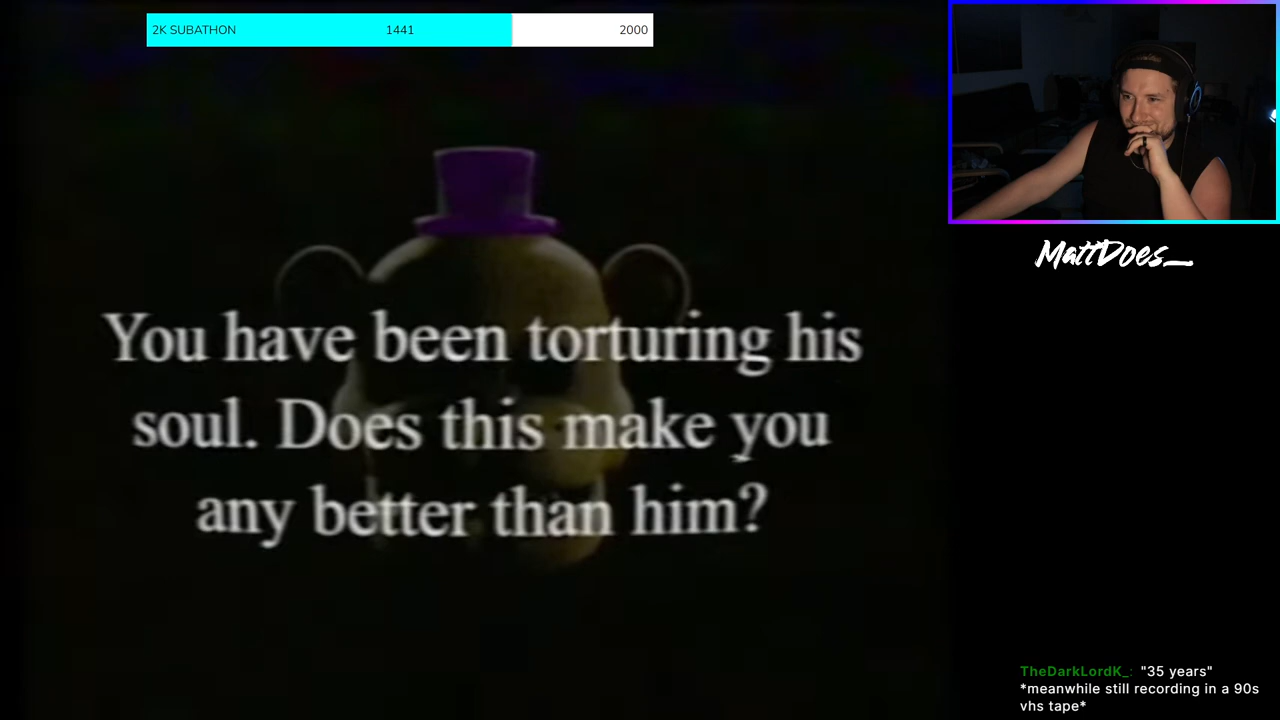 2K SUBATHON 1441 2000
MattDoes_
You have been torturing his
soul. Does this make you
any better than him?
TheDarkLordK_: "35 years"
*meanwhile still recording in a 90s
vhs tape*